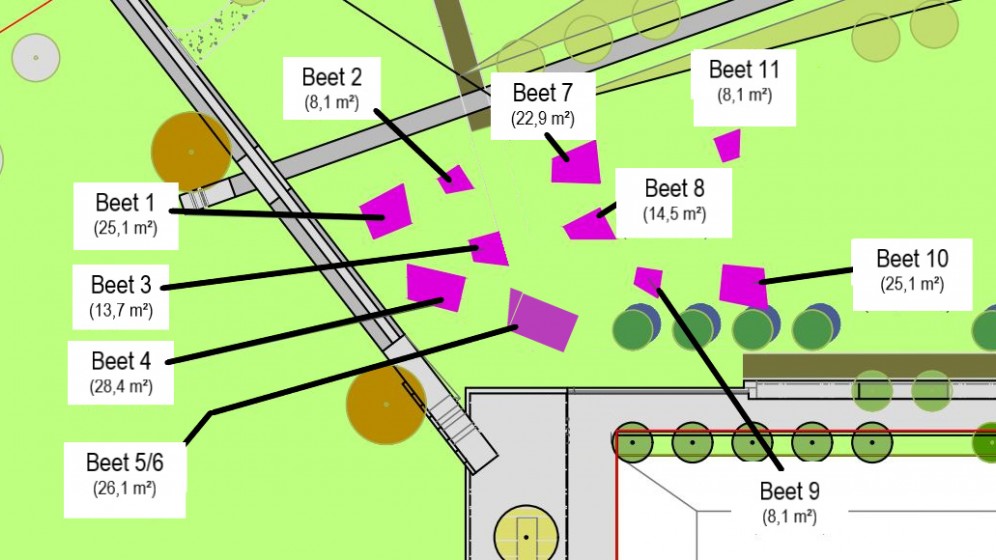 Beet 2
(8,1 m²)
Beet 7
(22,9 m²)
Beet 11
(8,1 m²)
Beet 1
(25,1 m²)
Beet 8
(14,5 m²)
Beet 3
(13,7 m²)
Beet 10
(25,1 m²)
Beet 4
(28,4 m²)
Beet 5/6
(26,1 m²)
Beet 9
(8,1 m²)